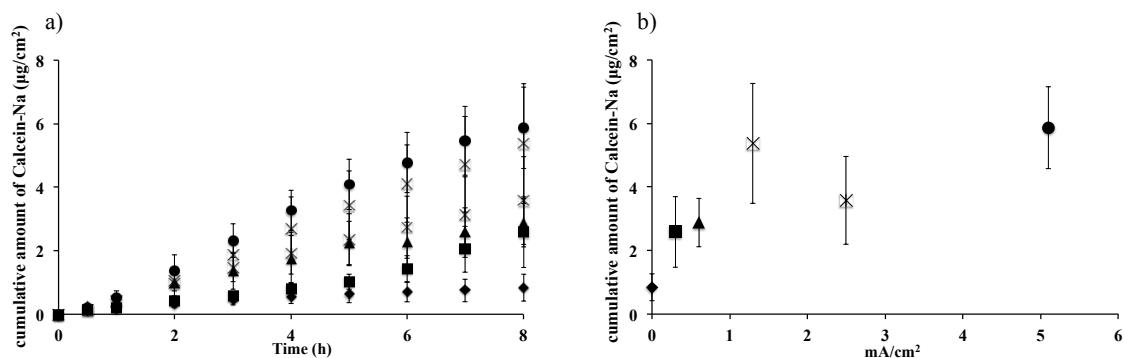 a)
cumulative amount of Calcein-Na (µg/cm²)
8
6
4
2
0
0 2 4 6 8
Time (h)
b)
cumulative amount of Calcein-Na (µg/cm²)
8
6
4
2
0
0 1 2 3 4 5 6
mA/cm²